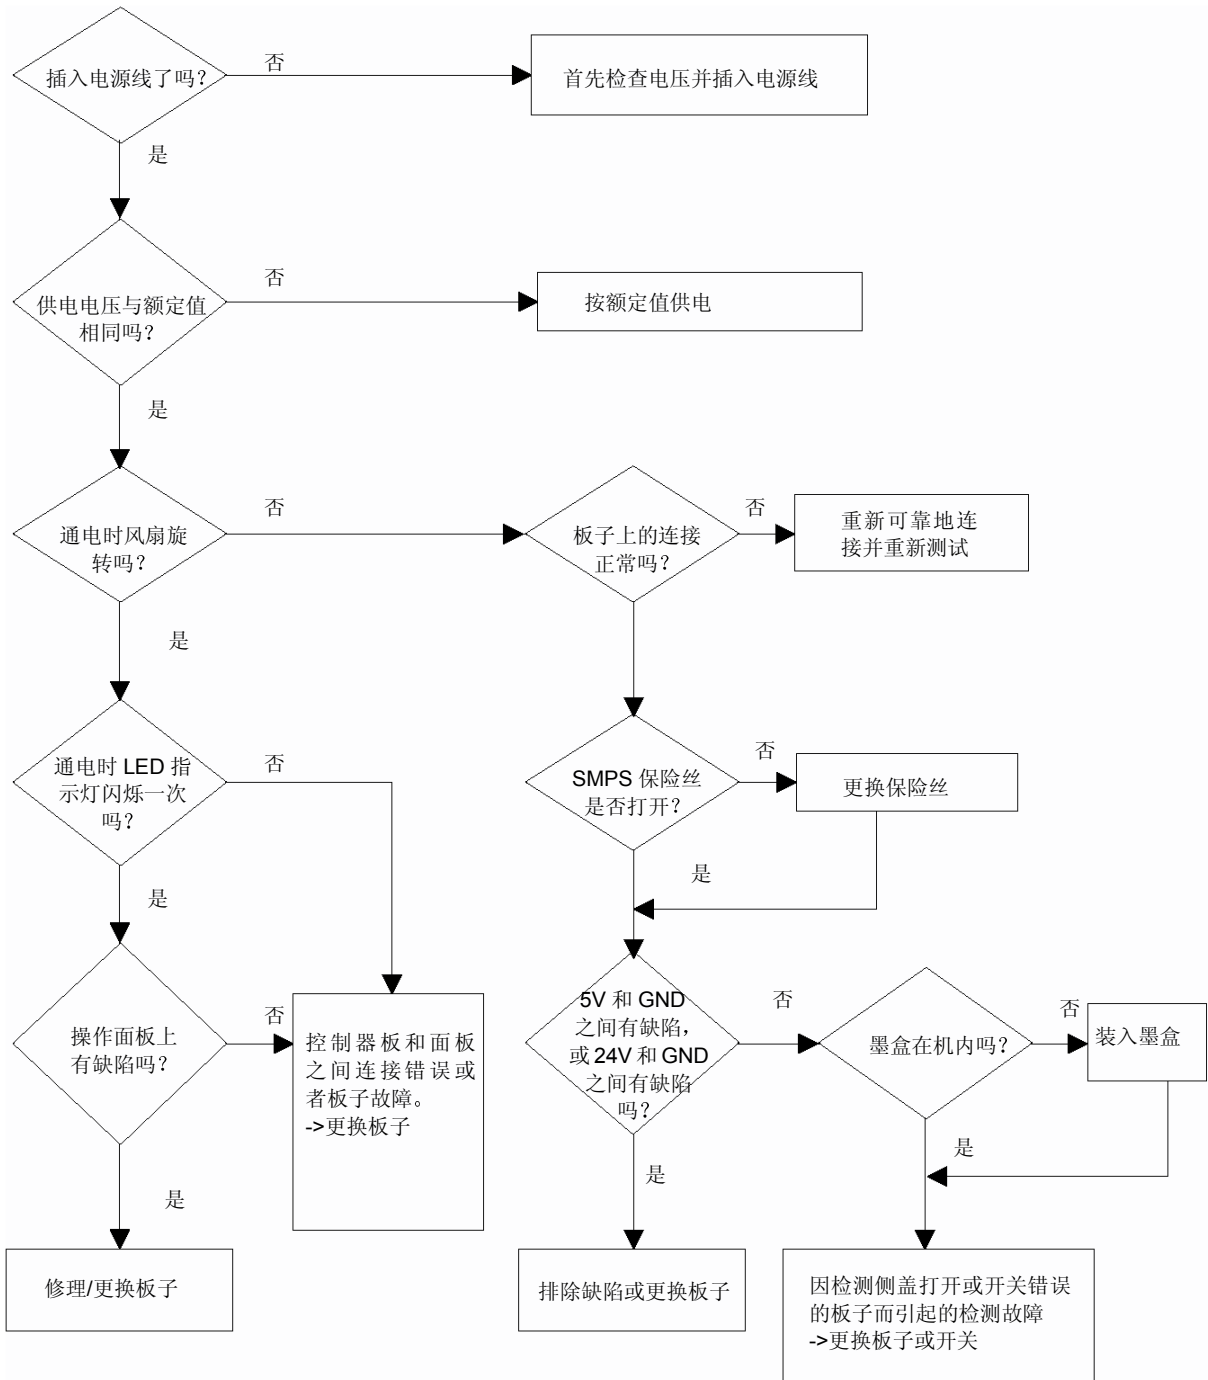 插入电源线了吗?
否
首先检查电压并插入电源线
是
供电电压与额定值
相同吗?
否
按额定值供电
是
通电时风扇旋
转吗?
否
板子上的连接
正常吗?
否
重新可靠地连
接并重新测试
是
通电时 LED 指
示灯闪烁一次
吗?
否
SMPS 保险丝
是否打开?
否
更换保险丝
是
是
操作面板上
有缺陷吗?
否
控制器板和面板
之间连接错误或
者板子故障。
->更换板子
5V 和 GND
之间有缺陷,
或 24V 和 GND
之间有缺陷
吗?
否
墨盒在机内吗?
否
装入墨盒
是
是
是
修理/更换板子
排除缺陷或更换板子
因检测侧盖打开或开关错误
的板子而引起的检测故障
->更换板子或开关